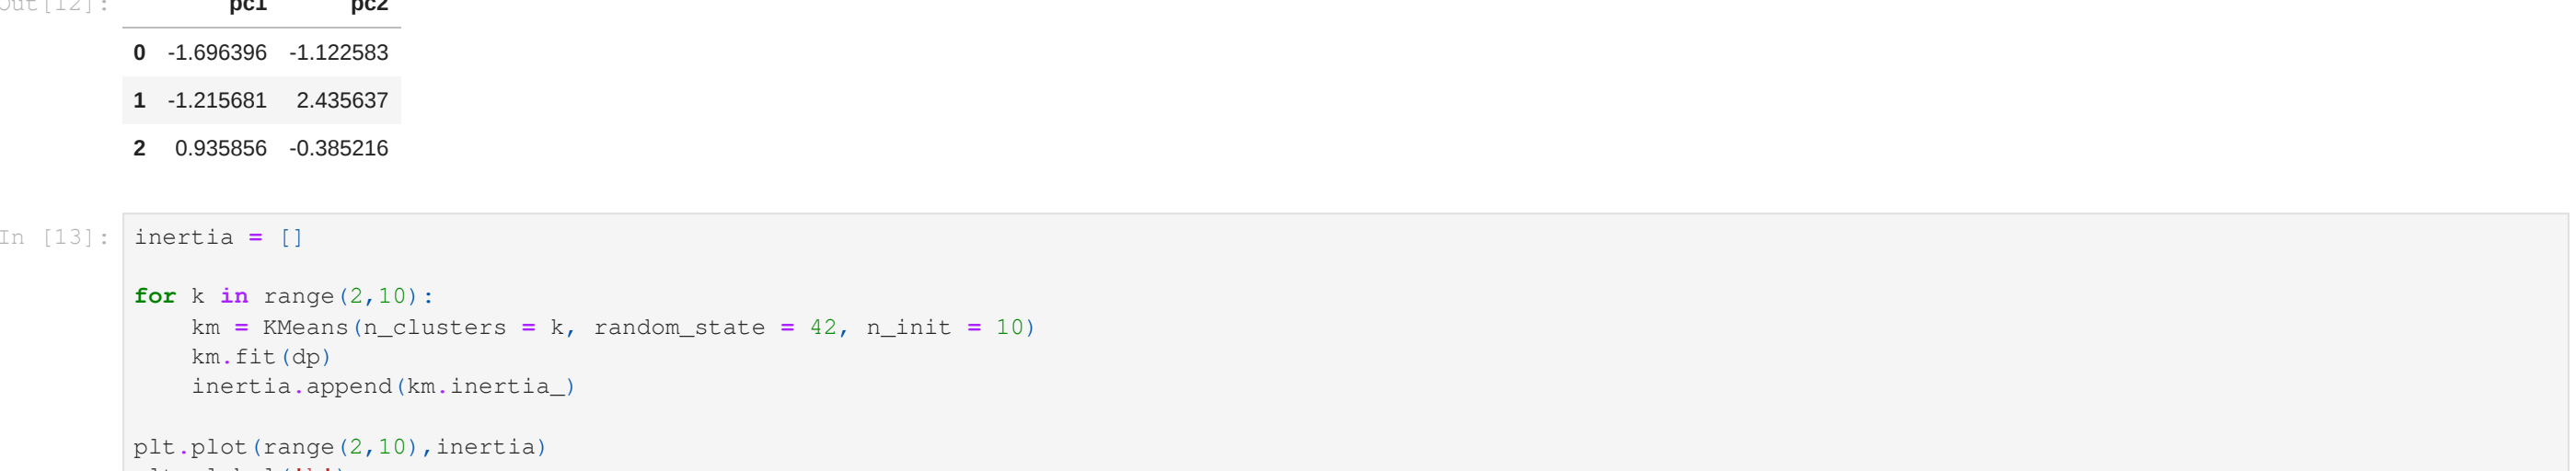 Out[12]:
pc1 pc2
0 -1.696396 -1.122583
1 -1.215681 2.435637
2 0.935856 -0.385216
In [13]:
inertia = []
for k in range(2,10):
    km = KMeans(n_clusters = k, random_state = 42, n_init = 10)
    km.fit(dp)
    inertia.append(km.inertia_)
plt.plot(range(2,10),inertia)